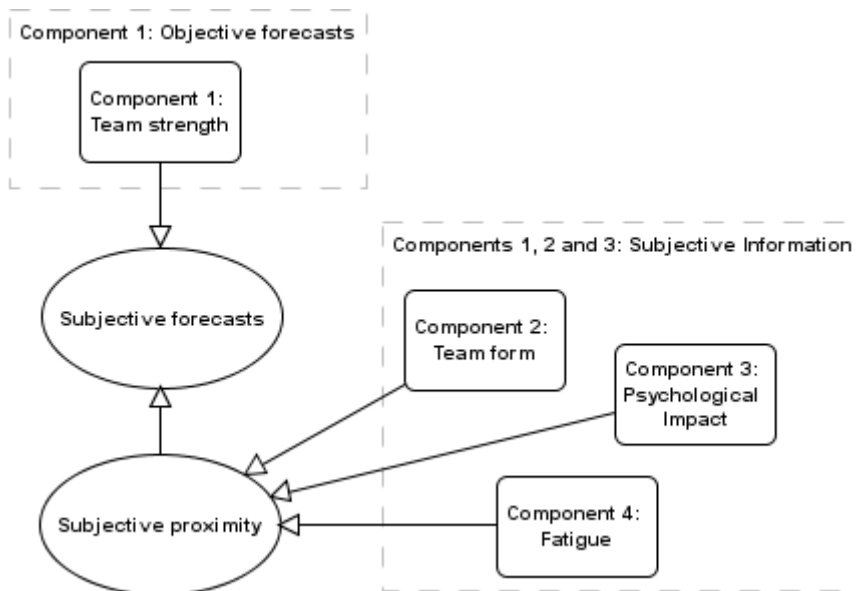 Component 1: Objective forecasts
Component 1:
Team strength
Components 1, 2 and 3: Subjective Information
Subjective forecasts
Component 2:
Team form
Component 3:
Psychological
Impact
Subjective proximity
Component 4:
Fatigue